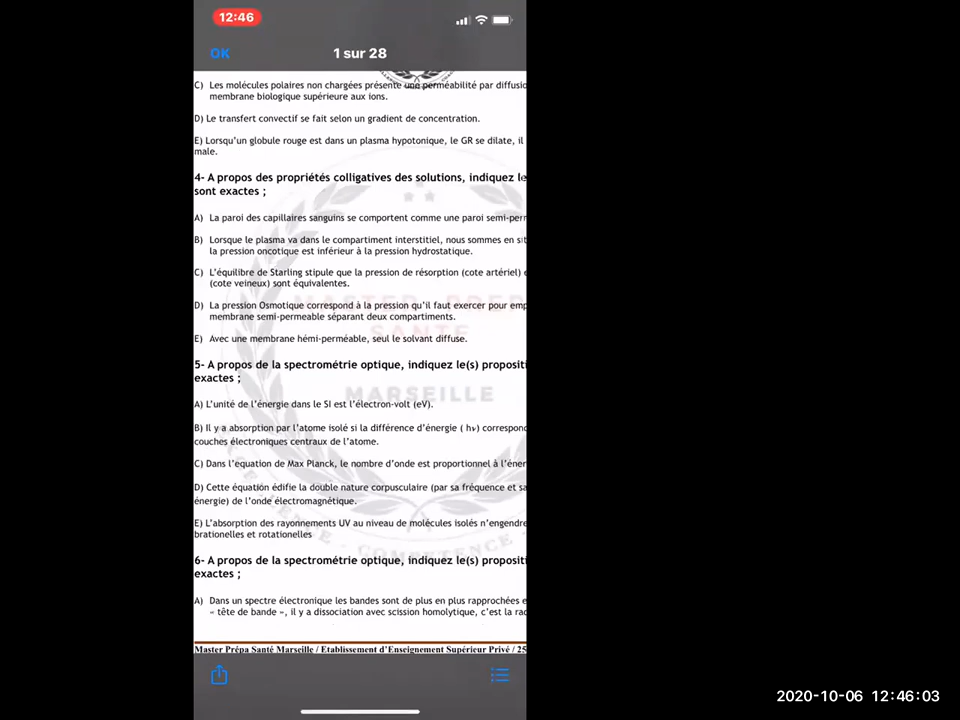 12:46
OK
1 sur 28
C) Les molécules polaires non chargées présente une perméabilité par diffusio
membrane biologique supérieure aux ions.
D) Le transfert convectif se fait selon un gradient de concentration.
E) Lorsqu'un globule rouge est dans un plasma hypotonique, le GR se dilate, il
male.
4- A propos des propriétés colligatives des solutions, indiquez le
sont exactes ;
A) La paroi des capillaires sanguins se comportent comme une paroi semi-perm
B) Lorsque le plasma va dans le compartiment interstitiel, nous sommes en sit
la pression oncotique est inférieur à la pression hydrostatique.
C) L'équilibre de Starling stipule que la pression de résorption (cote artériel) e
(cote veineux) sont équivalentes.
D) La pression Osmotique correspond à la pression qu'il faut exercer pour emp
membrane semi-permeable séparant deux compartiments.
E) Avec une membrane hémi-perméable, seul le solvant diffuse.
5- A propos de la spectrométrie optique, indiquez le(s) propositi
exactes ;
MARSEILLE
A) L'unité de l'énergie dans le SI est l'électron-volt (eV).
B) Il y a absorption par l'atome isolé si la différence d'énergie ( hν) correspond
couches électroniques centraux de l'atome.
C) Dans l'equation de Max Planck, le nombre d'onde est proportionnel à l'éner
D) Cette équation édifie la double nature corpusculaire (par sa fréquence et sa
énergie) de l'onde électromagnétique.
E) L'absorption des rayonnements UV au niveau de molécules isolés n'engendre
brationelles et rotationelles
6- A propos de la spectrométrie optique, indiquez le(s) propositi
exactes ;
A) Dans un spectre électronique les bandes sont de plus en plus rapprochées e
« tête de bande », il y a dissociation avec scission homolytique, c'est la rad
Master Prépa Santé Marseille / Etablissement d'Enseignement Supérieur Privé / 25
2020-10-06 12:46:03